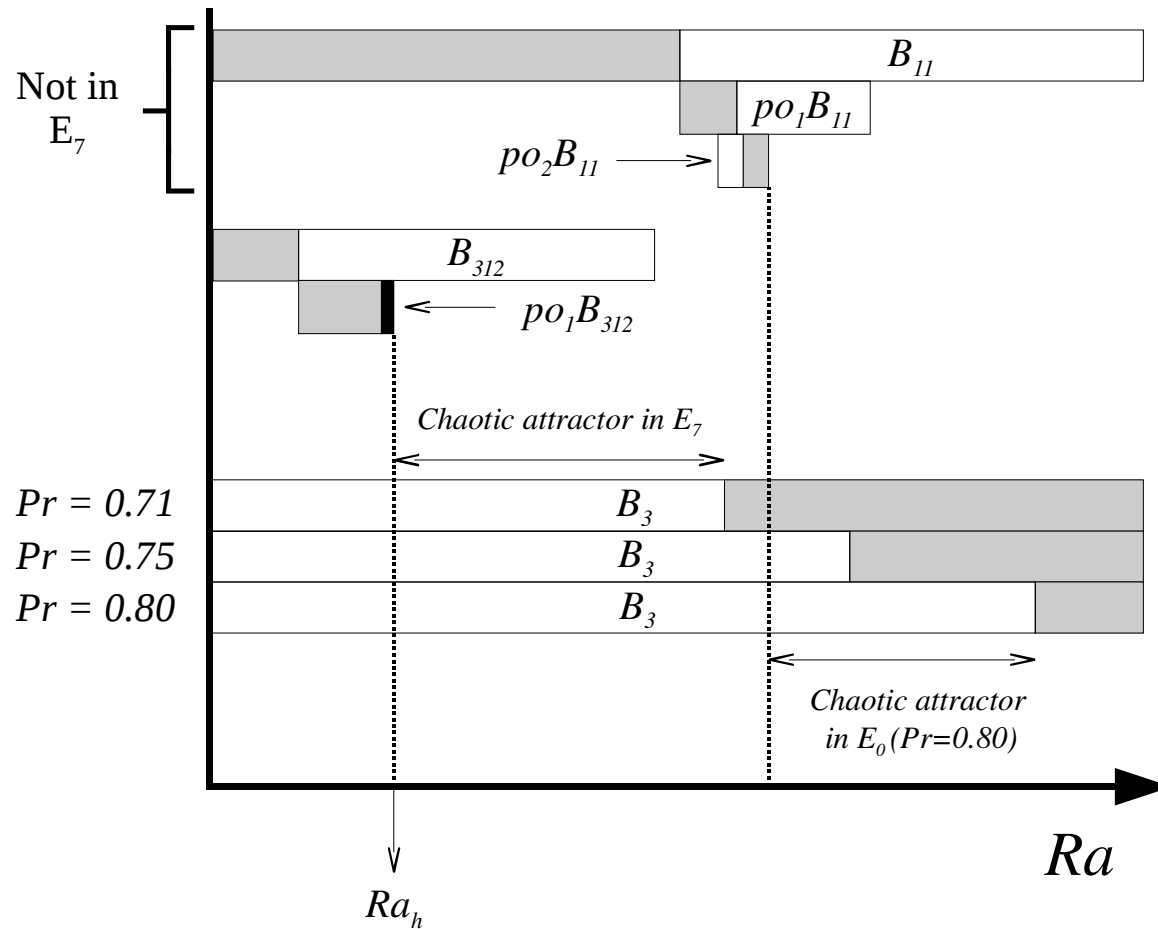 Not in
E₇
B₁₁
po₁B₁₁
po₂B₁₁
B₃₁₂
po₁B₃₁₂
Chaotic attractor in E₇
Pr = 0.71
B₃
Pr = 0.75
B₃
Pr = 0.80
B₃
Chaotic attractor
in E₀ (Pr=0.80)
Ra
Raₕ